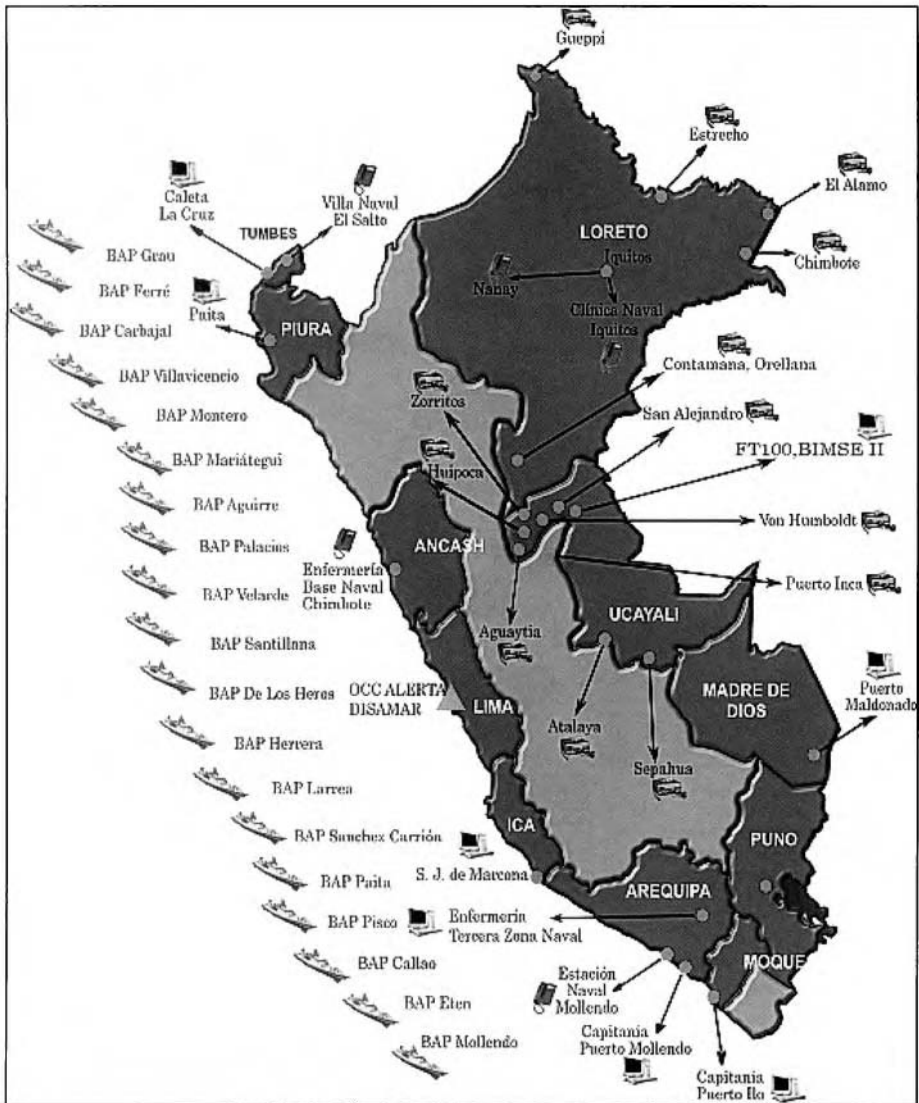 Gueppi
Estrecho
El Alamo
Chimbote
LORETO
Iquitos
Nanay
Clínica Naval
Iquitos
Caleta
La Cruz
Villa Naval
El Salto
TUMBES
Paita
PIURA
BAP Grau
BAP Ferré
BAP Carbajal
BAP Villavicencio
BAP Montero
BAP Mariátegui
BAP Aguirre
BAP Palacios
BAP Velarde
BAP Santillana
BAP De Los Heros
BAP Herrera
BAP Larrea
BAP Sanchez Carrión
BAP Paita
BAP Pisco
BAP Callao
BAP Eten
BAP Mollendo
Contamana, Orellana
Zorritos
San Alejandro
Huipoca
FT100,BIMSE II
Von Humboldt
Puerto Inca
ANCASH
Enfermería
Base Naval
Chimbote
Aguaytia
UCAYALI
OCC ALERTA
DISAMAR
LIMA
Atalaya
Sepahua
MADRE DE
DIOS
Puerto
Maldonado
ICA
S. J. de Marcona
PUNO
AREQUIPA
Enfermería
Tercera Zona Naval
MOQUE
Estación
Naval
Mollendo
Capitania
Puerto Mollendo
Capitania
Puerto Ilo